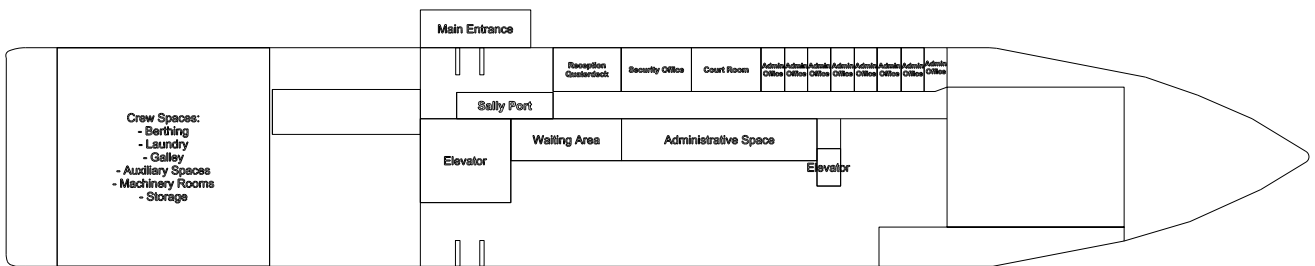 Main Entrance
Reception
Quaterdeck
Security Office
Court Room
Admin
Office
Admin
Office
Admin
Office
Admin
Office
Admin
Office
Admin
Office
Admin
Office
Admin
Office
Sally Port
Crew Spaces:
- Berthing
- Laundry
- Galley
- Auxiliary Spaces
- Machinery Rooms
- Storage
Elevator
Waiting Area
Administrative Space
Elevator